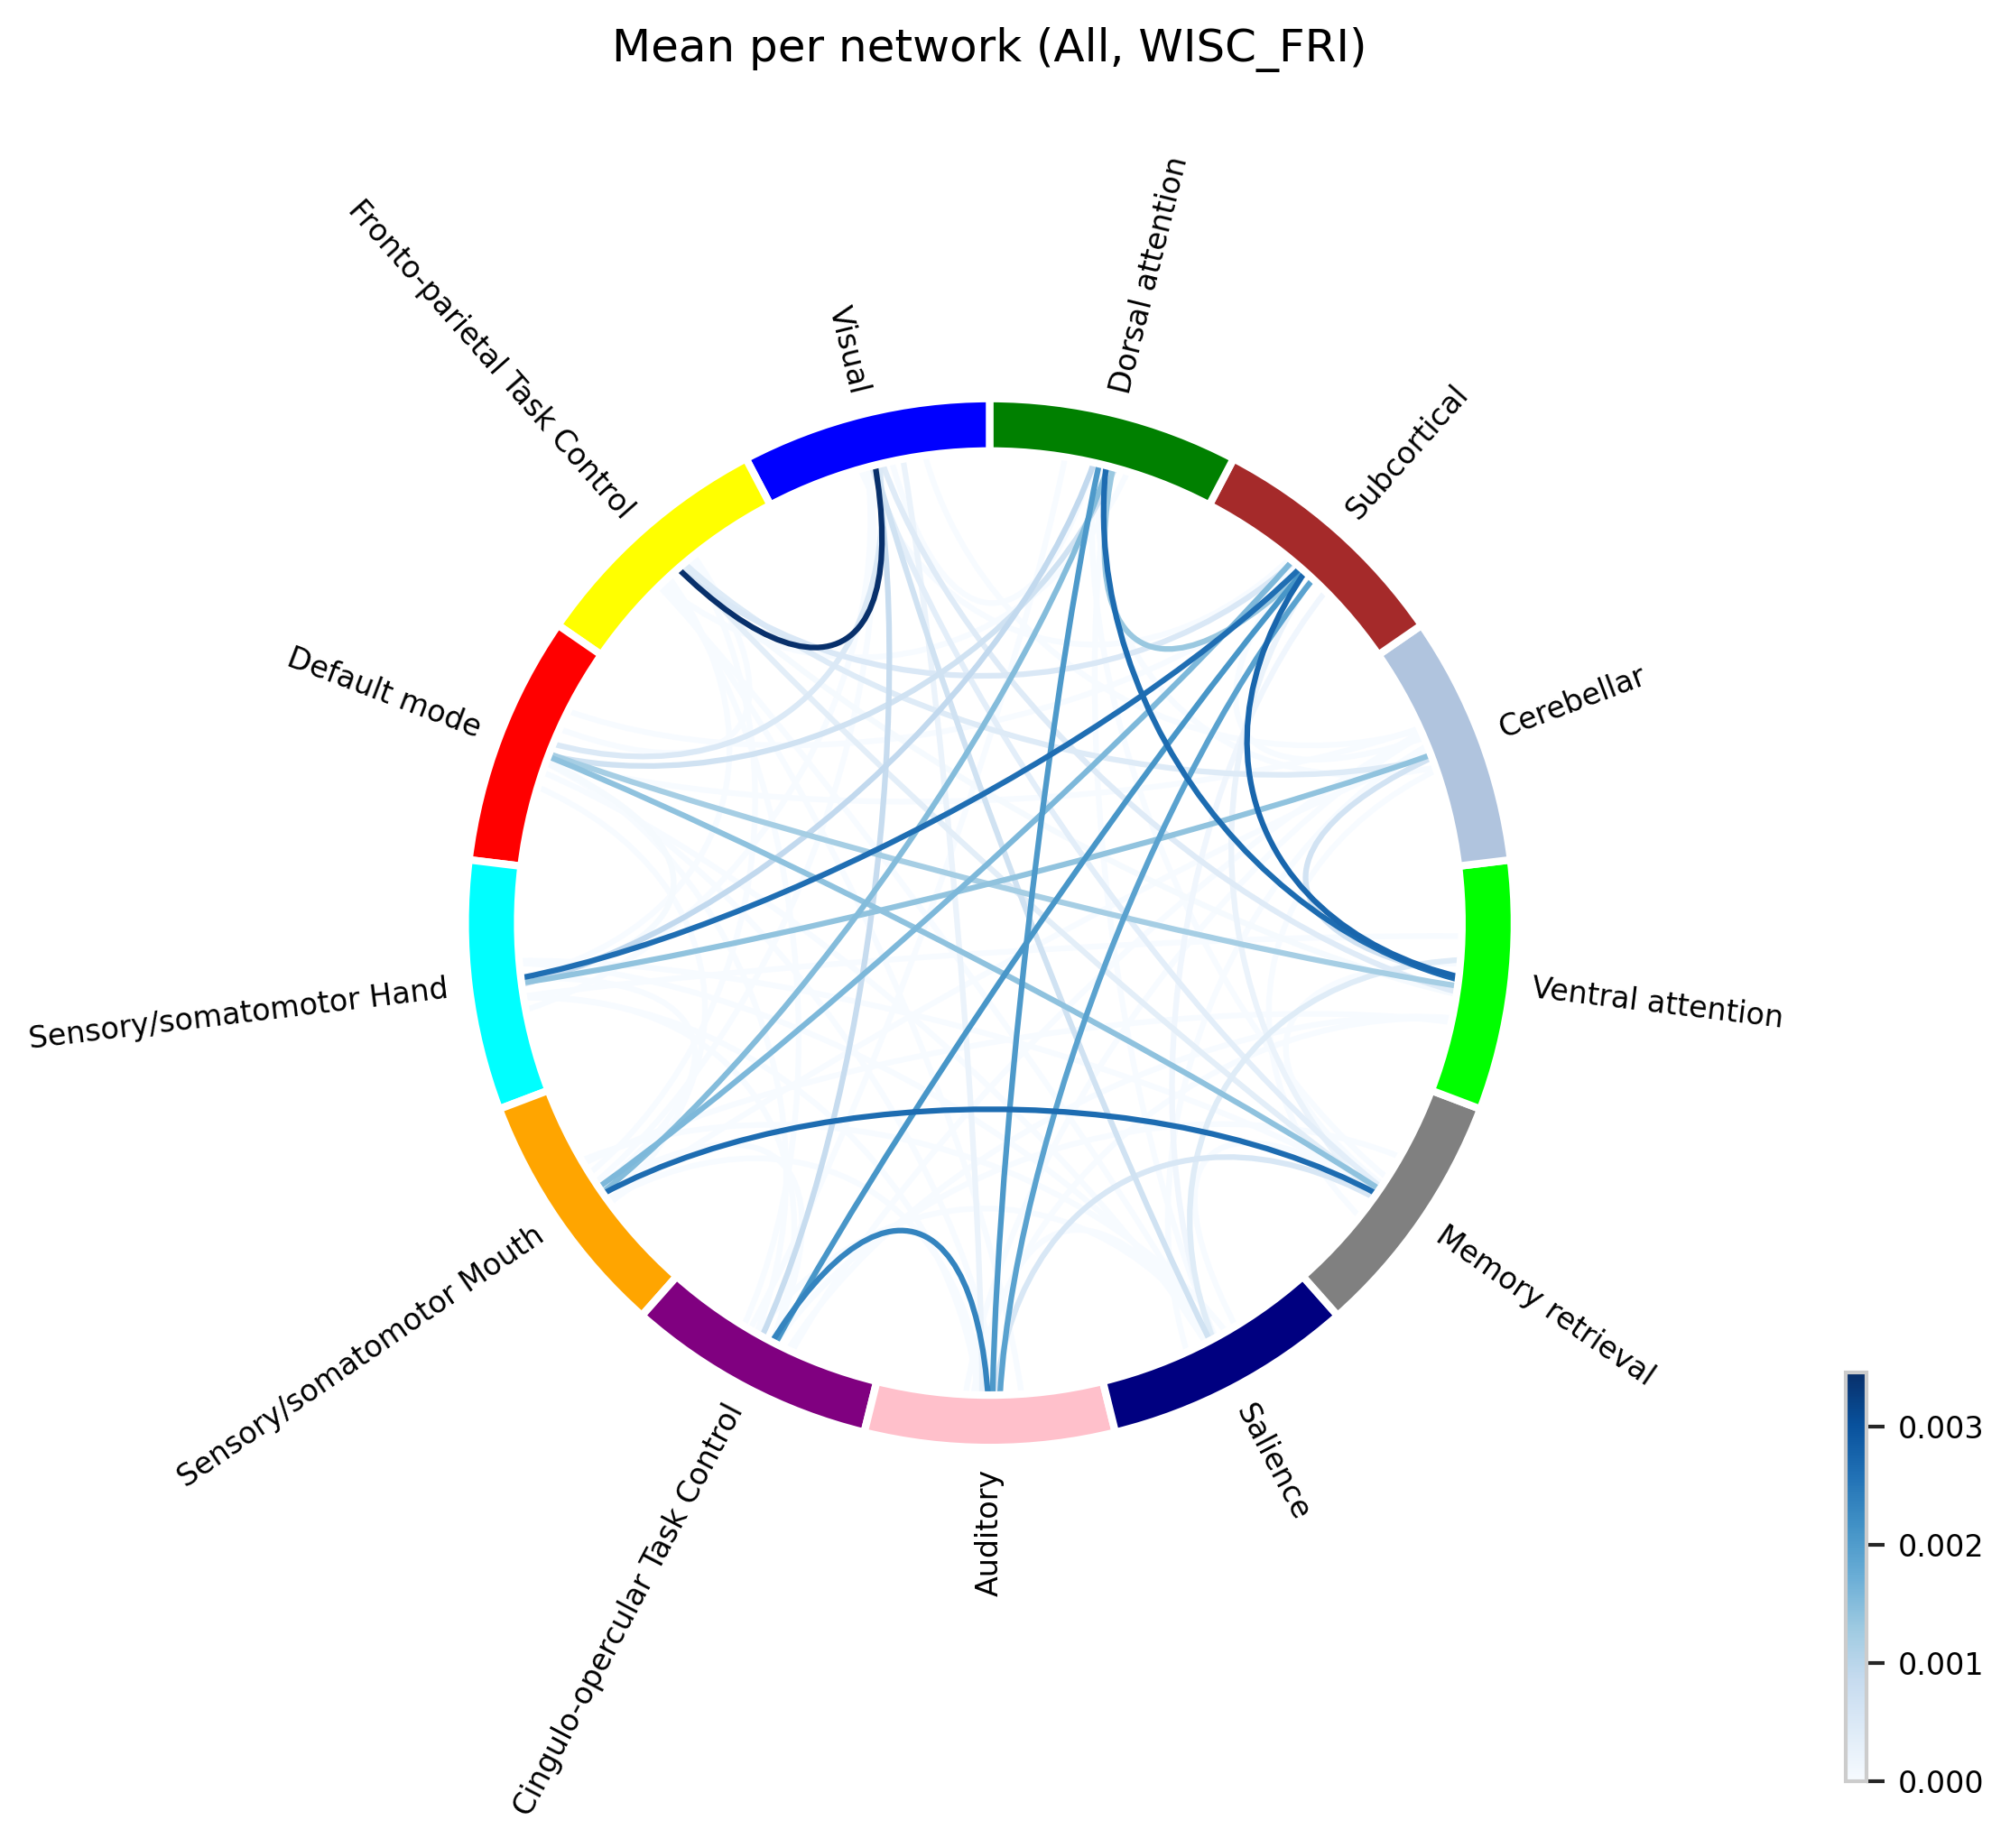 Mean per network (All, WISC_FRI)
Dorsal attention
Subcortical
Cerebellar
Ventral attention
Memory retrieval
Salience
Auditory
Cingulo-opercular Task Control
Sensory/somatomotor Mouth
Sensory/somatomotor Hand
Default mode
Fronto-parietal Task Control
Visual
0.003
0.002
0.001
0.000